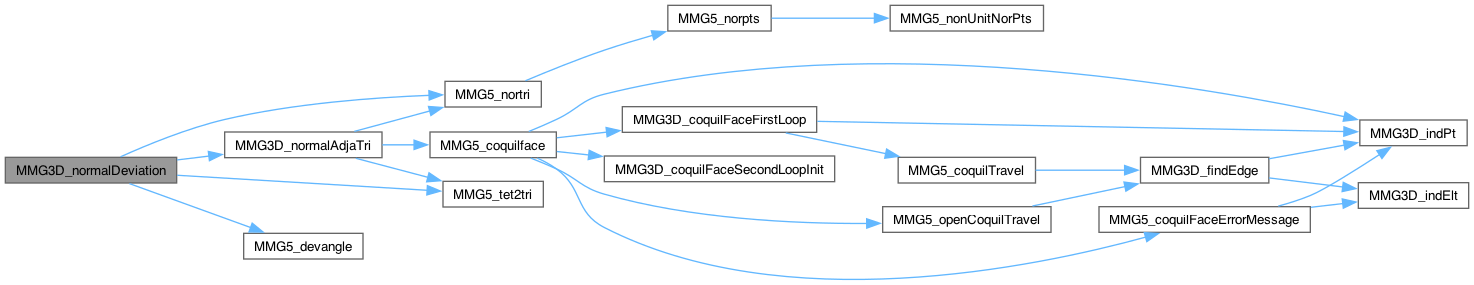 MMG3D_normalDeviation
MMG5_nortri
MMG3D_normalAdjaTri
MMG5_tet2tri
MMG5_devangle
MMG5_norpts
MMG5_nonUnitNorPts
MMG5_coquilface
MMG3D_coquilFaceFirstLoop
MMG3D_coquilFaceSecondLoopInit
MMG5_coquilTravel
MMG5_openCoquilTravel
MMG3D_findEdge
MMG5_coquilFaceErrorMessage
MMG3D_indPt
MMG3D_indElt